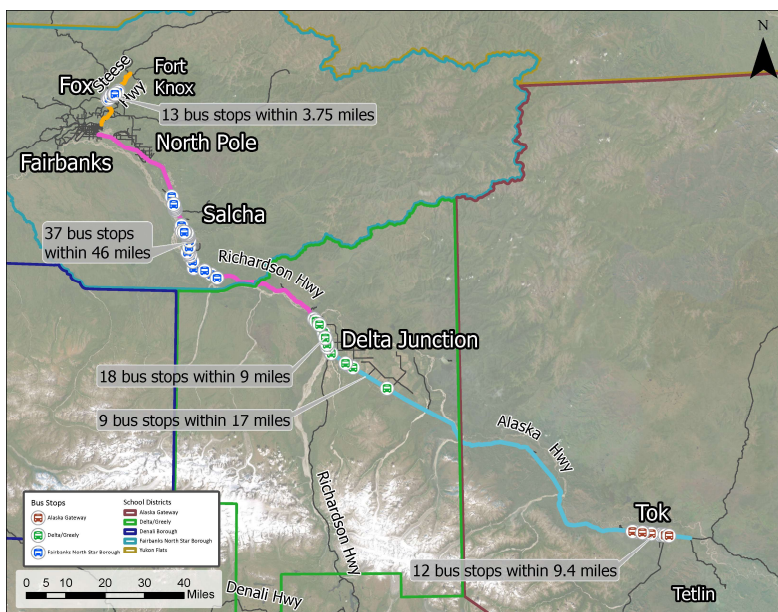 N
Steese
Hwy
Fox
Fort
Knox
13 bus stops within 3.75 miles
North Pole
Fairbanks
Salcha
37 bus stops
within 46 miles
Richardson Hwy
Delta Junction
18 bus stops within 9 miles
9 bus stops within 17 miles
Alaska Hwy
Richardson Hwy
Tok
12 bus stops within 9.4 miles
Tetlin
Denali Hwy
Bus Stops
Alaska Gateway
Delta/Greely
Fairbanks North Star Borough
School Districts
Alaska Gateway
Delta/Greely
Denali Borough
Fairbanks North Star Borough
Yukon Flats
0 5 10 20 30 40
Miles